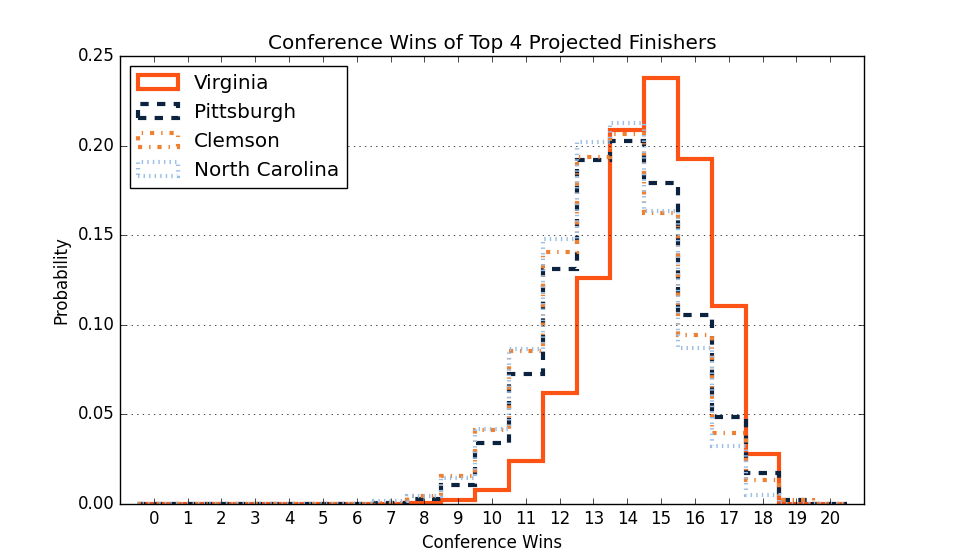 Conference Wins of Top 4 Projected Finishers
0.25
0.20
0.15
0.10
0.05
0.00
Probability
Virginia
Pittsburgh
Clemson
North Carolina
0 1 2 3 4 5 6 7 8 9 10 11 12 13 14 15 16 17 18 19 20
Conference Wins